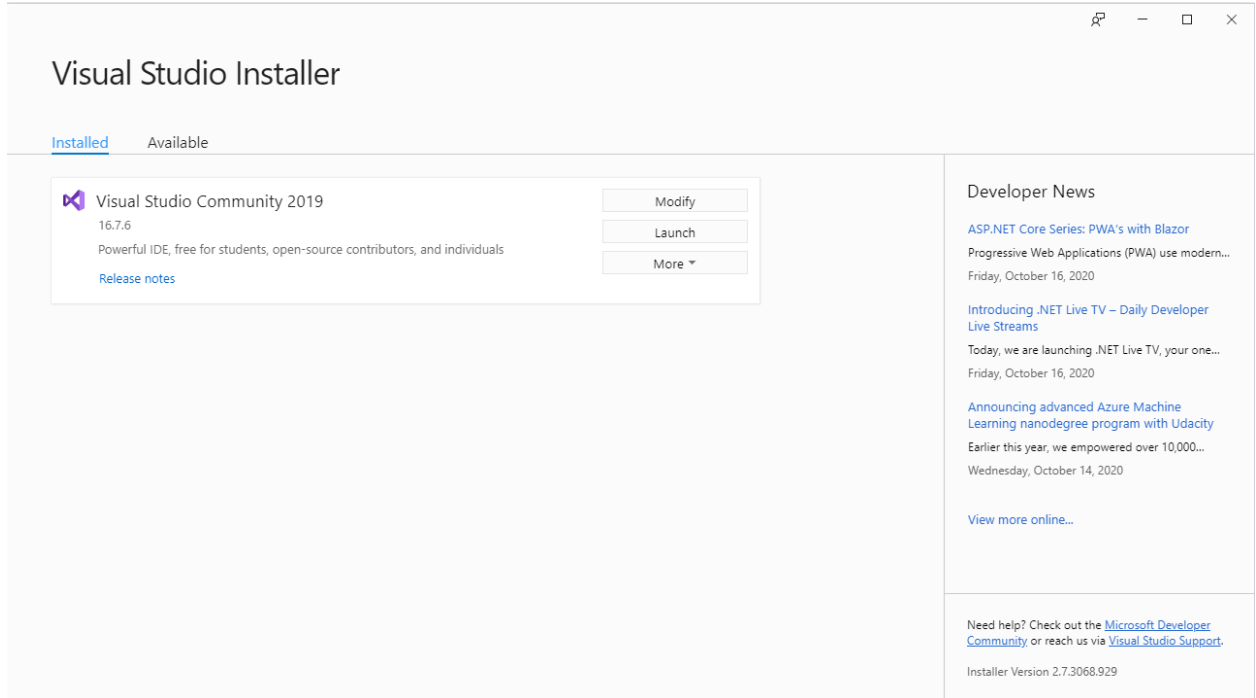 Visual Studio Installer
Installed
Available
Visual Studio Community 2019
16.7.6
Powerful IDE, free for students, open-source contributors, and individuals
Release notes
Modify
Launch
More
Developer News
ASP.NET Core Series: PWA's with Blazor
Progressive Web Applications (PWA) use modern...
Friday, October 16, 2020
Introducing .NET Live TV – Daily Developer
Live Streams
Today, we are launching .NET Live TV, your one...
Friday, October 16, 2020
Announcing advanced Azure Machine
Learning nanodegree program with Udacity
Earlier this year, we empowered over 10,000...
Wednesday, October 14, 2020
View more online...
Need help? Check out the Microsoft Developer
Community or reach us via Visual Studio Support.
Installer Version 2.7.3068.929